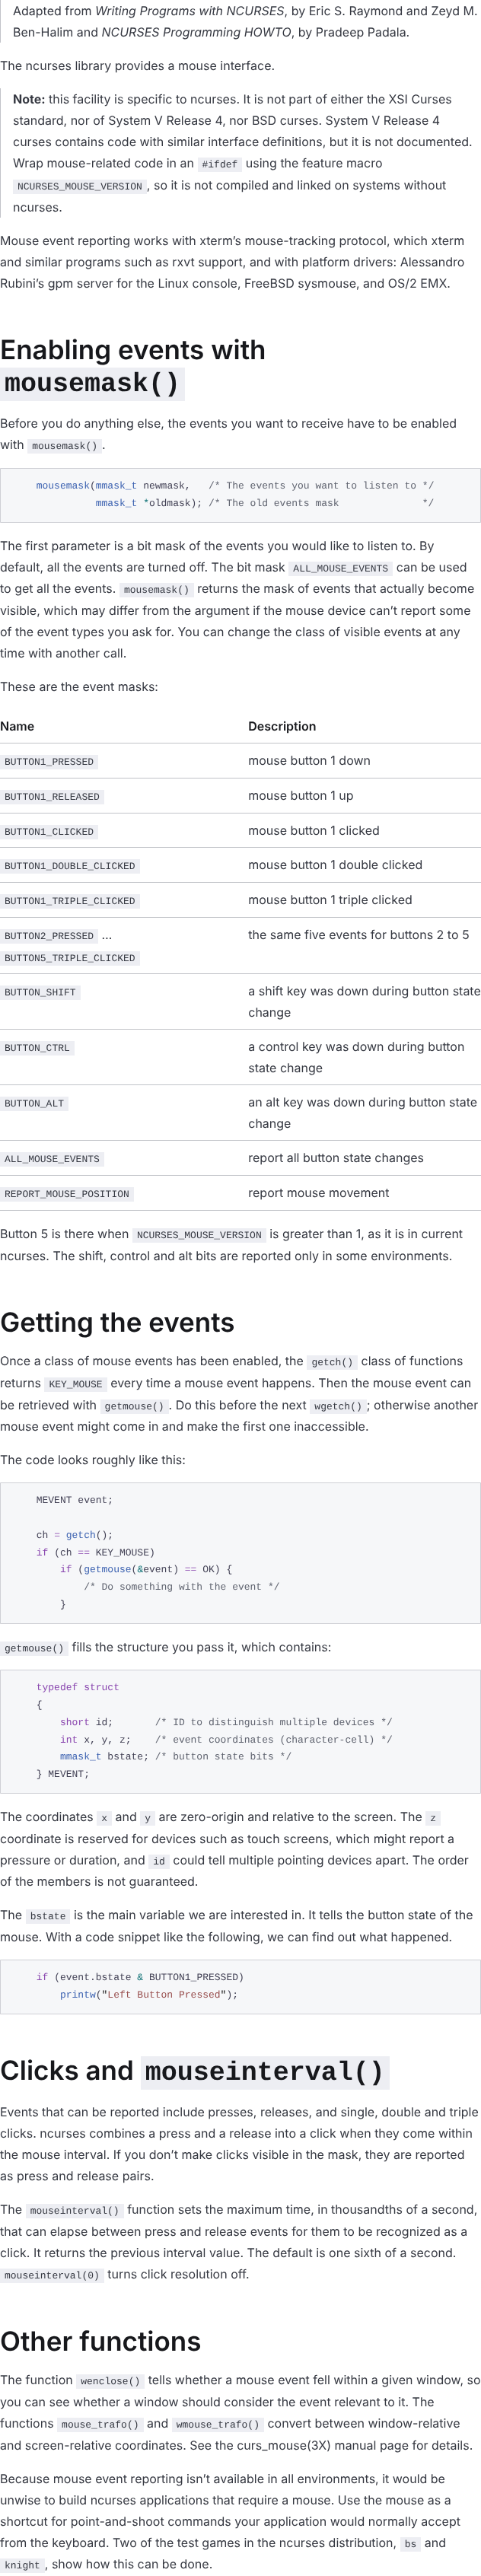 Adapted from Writing Programs with NCURSES, by Eric S. Raymond and Zeyd M.
Ben-Halim and NCURSES Programming HOWTO, by Pradeep Padala.
The ncurses library provides a mouse interface.
Note: this facility is specific to ncurses. It is not part of either the XSI Curses
standard, nor of System V Release 4, nor BSD curses. System V Release 4
curses contains code with similar interface definitions, but it is not documented.
Wrap mouse-related code in an #ifdef using the feature macro
NCURSES_MOUSE_VERSION, so it is not compiled and linked on systems without
ncurses.
Mouse event reporting works with xterm’s mouse-tracking protocol, which xterm
and similar programs such as rxvt support, and with platform drivers: Alessandro
Rubini’s gpm server for the Linux console, FreeBSD sysmouse, and OS/2 EMX.
Enabling events with
mousemask()
Before you do anything else, the events you want to receive have to be enabled
with mousemask().
mousemask(mmask_t newmask,   /* The events you want to listen to */
          mmask_t *oldmask); /* The old events mask              */
The first parameter is a bit mask of the events you would like to listen to. By
default, all the events are turned off. The bit mask ALL_MOUSE_EVENTS can be used
to get all the events. mousemask() returns the mask of events that actually become
visible, which may differ from the argument if the mouse device can’t report some
of the event types you ask for. You can change the class of visible events at any
time with another call.
These are the event masks:
Name Description
BUTTON1_PRESSED mouse button 1 down
BUTTON1_RELEASED mouse button 1 up
BUTTON1_CLICKED mouse button 1 clicked
BUTTON1_DOUBLE_CLICKED mouse button 1 double clicked
BUTTON1_TRIPLE_CLICKED mouse button 1 triple clicked
BUTTON2_PRESSED … the same five events for buttons 2 to 5
BUTTON5_TRIPLE_CLICKED
BUTTON_SHIFT a shift key was down during button state
change
BUTTON_CTRL a control key was down during button
state change
BUTTON_ALT an alt key was down during button state
change
ALL_MOUSE_EVENTS report all button state changes
REPORT_MOUSE_POSITION report mouse movement
Button 5 is there when NCURSES_MOUSE_VERSION is greater than 1, as it is in current
ncurses. The shift, control and alt bits are reported only in some environments.
Getting the events
Once a class of mouse events has been enabled, the getch() class of functions
returns KEY_MOUSE every time a mouse event happens. Then the mouse event can
be retrieved with getmouse(). Do this before the next wgetch(); otherwise another
mouse event might come in and make the first one inaccessible.
The code looks roughly like this:
MEVENT event;
ch = getch();
if (ch == KEY_MOUSE)
    if (getmouse(&event) == OK) {
        /* Do something with the event */
    }
getmouse() fills the structure you pass it, which contains:
typedef struct
{
    short id;       /* ID to distinguish multiple devices */
    int x, y, z;    /* event coordinates (character-cell) */
    mmask_t bstate; /* button state bits */
} MEVENT;
The coordinates x and y are zero-origin and relative to the screen. The z
coordinate is reserved for devices such as touch screens, which might report a
pressure or duration, and id could tell multiple pointing devices apart. The order
of the members is not guaranteed.
The bstate is the main variable we are interested in. It tells the button state of the
mouse. With a code snippet like the following, we can find out what happened.
if (event.bstate & BUTTON1_PRESSED)
    printw("Left Button Pressed");
Clicks and mouseinterval()
Events that can be reported include presses, releases, and single, double and triple
clicks. ncurses combines a press and a release into a click when they come within
the mouse interval. If you don’t make clicks visible in the mask, they are reported
as press and release pairs.
The mouseinterval() function sets the maximum time, in thousandths of a second,
that can elapse between press and release events for them to be recognized as a
click. It returns the previous interval value. The default is one sixth of a second.
mouseinterval(0) turns click resolution off.
Other functions
The function wenclose() tells whether a mouse event fell within a given window, so
you can see whether a window should consider the event relevant to it. The
functions mouse_trafo() and wmouse_trafo() convert between window-relative
and screen-relative coordinates. See the curs_mouse(3X) manual page for details.
Because mouse event reporting isn’t available in all environments, it would be
unwise to build ncurses applications that require a mouse. Use the mouse as a
shortcut for point-and-shoot commands your application would normally accept
from the keyboard. Two of the test games in the ncurses distribution, bs and
knight, show how this can be done.